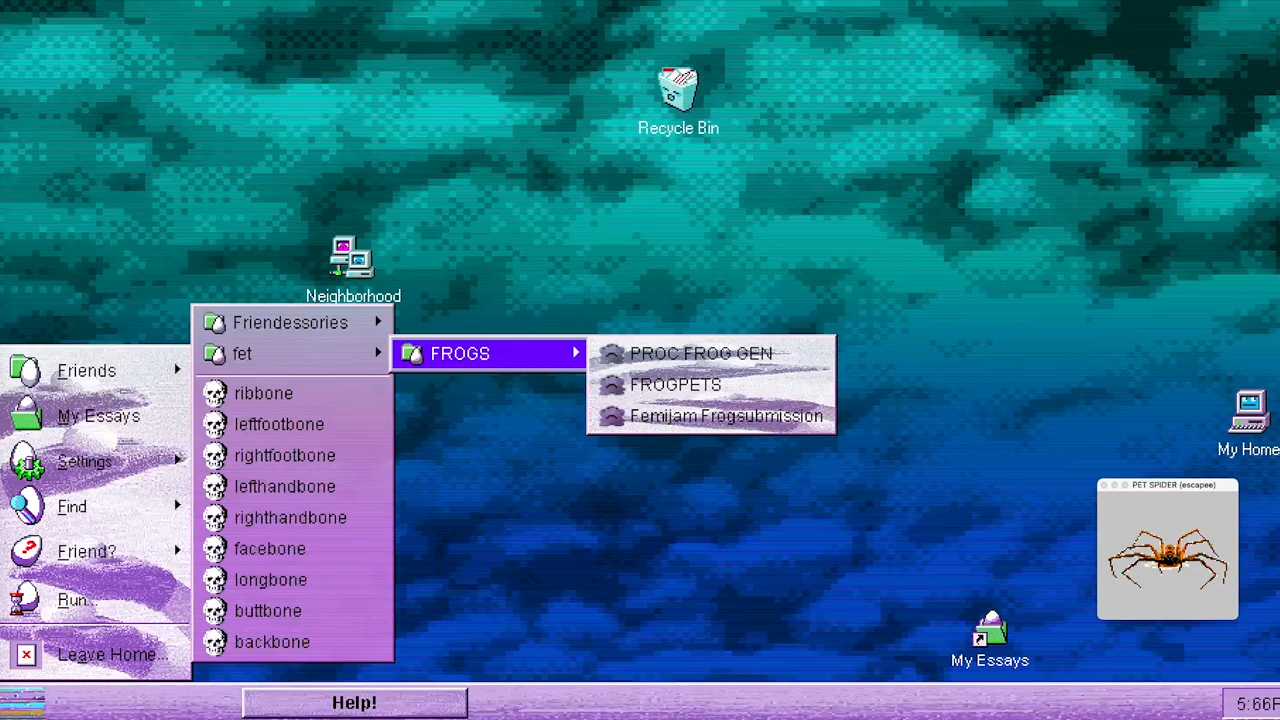 Recycle Bin
Neighborhood
Friendessories
fet
FROGS
PROC FROG GEN
FROGPETS
Femijam Frogsubmission
ribbone
leftfootbone
rightfootbone
lefthandbone
righthandbone
facebone
longbone
buttbone
backbone
Friends
My Essays
Settings
Find
Friend?
Run...
Leave Home...
My Home
PET SPIDER (escapee)
My Essays
Help!
5:66P